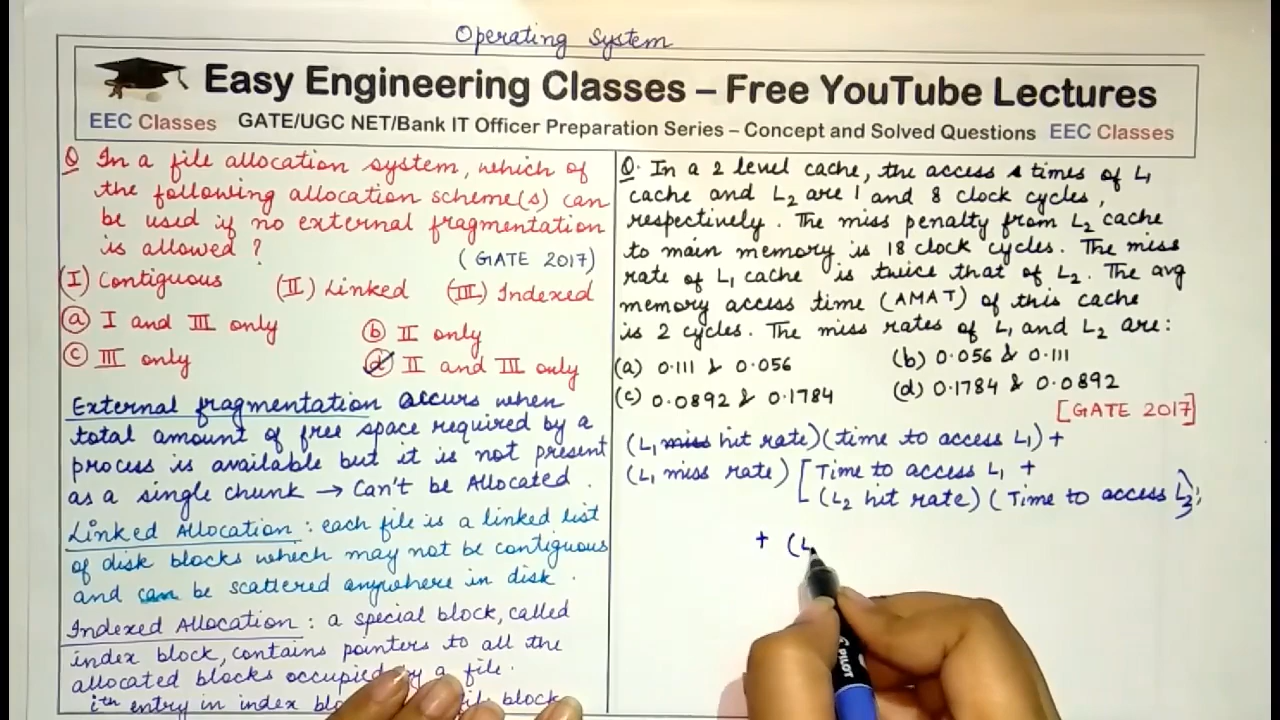 Operating System
Easy Engineering Classes – Free YouTube Lectures
EEC Classes GATE/UGC NET/Bank IT Officer Preparation Series – Concept and Solved Questions EEC Classes
Q In a file allocation system, which of
the following allocation scheme(s) can
be used if no external fragmentation
is allowed ?
(GATE 2017)
(I) Contiguous (II) Linked (III) Indexed
(a) I and III only (b) II only
(c) III only (d) II and III only
External fragmentation occurs when
total amount of free space required by a
process is available but it is not present
as a single chunk → Can't be Allocated.
Linked Allocation : each file is a linked list
of disk blocks which may not be contiguous
and can be scattered anywhere in disk.
Indexed Allocation : a special block, called
index block, contains pointers to all the
allocated blocks occupied by a file.
ith entry in index block
Q. In a 2 level cache, the access times of L1
cache and L2 are 1 and 8 clock cycles,
respectively. The miss penalty from L2 cache
to main memory is 18 clock cycles. The miss
rate of L1 cache is twice that of L2. The avg
memory access time (AMAT) of this cache
is 2 cycles. The miss rates of L1 and L2 are:
(a) 0.111 & 0.056 (b) 0.056 & 0.111
(c) 0.0892 & 0.1784 (d) 0.1784 & 0.0892
[GATE 2017]
(L1 miss hit rate)(time to access L1) +
(L1 miss rate) [Time to access L1 +
(L2 hit rate) (Time to access
+ (L
PILOT